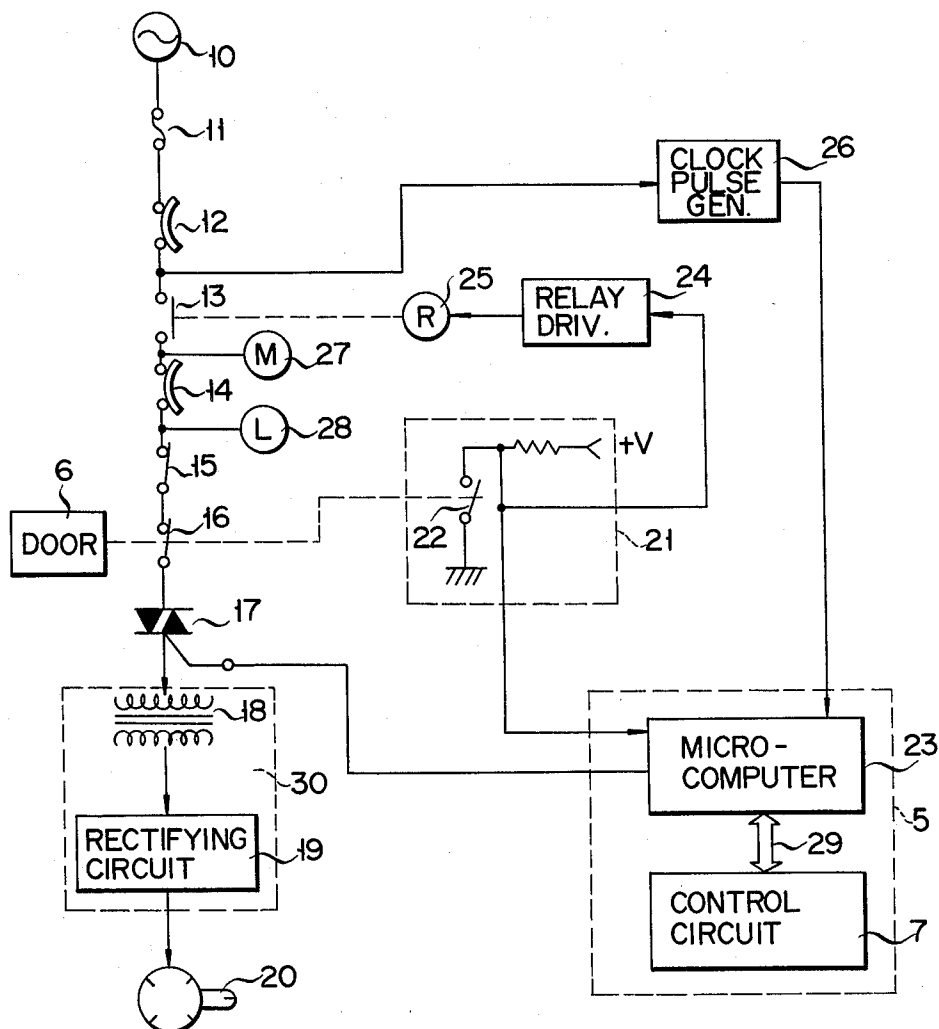 10
11
12
CLOCK
PULSE
GEN.
26
13
25
R
RELAY
DRIV.
24
M
27
14
L
28
+V
15
6
DOOR
16
22
21
17
18
MICRO-
COMPUTER
23
30
5
RECTIFYING
CIRCUIT
19
29
CONTROL
CIRCUIT
7
20